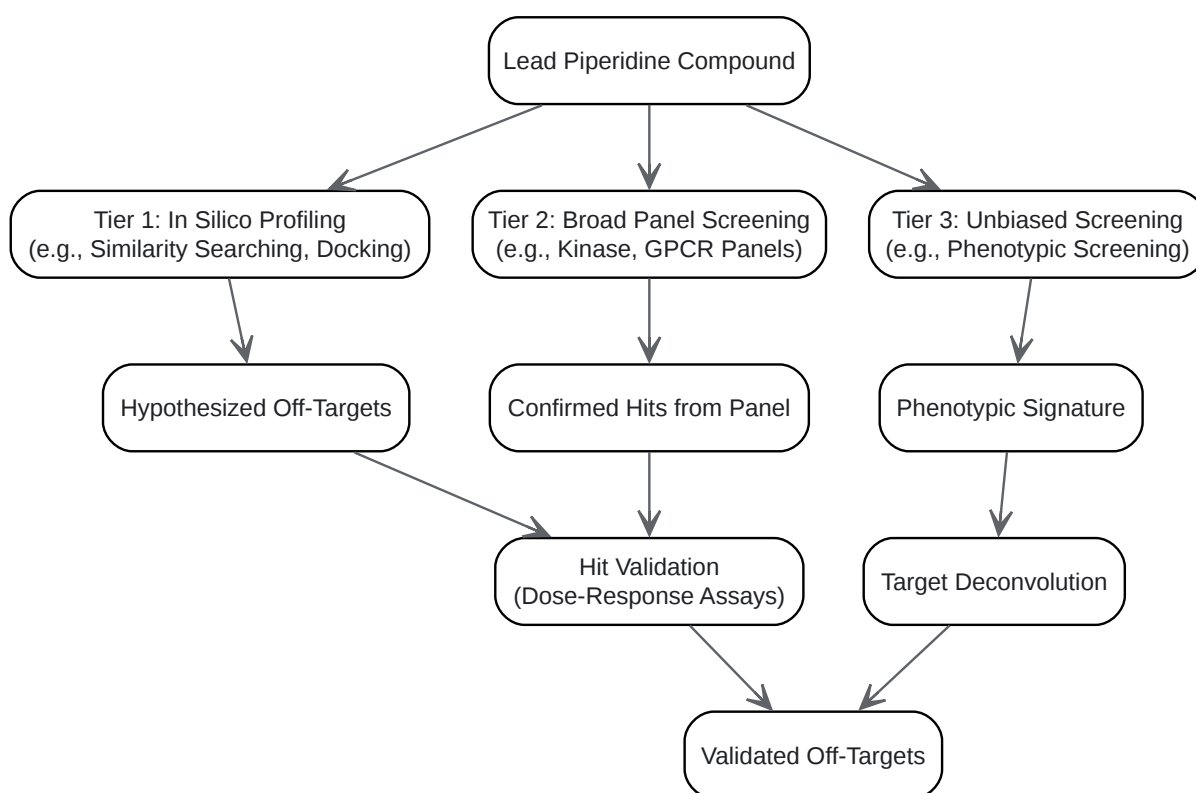 Lead Piperidine Compound
Tier 1: In Silico Profiling
(e.g., Similarity Searching, Docking)
Tier 2: Broad Panel Screening
(e.g., Kinase, GPCR Panels)
Tier 3: Unbiased Screening
(e.g., Phenotypic Screening)
Hypothesized Off-Targets
Confirmed Hits from Panel
Phenotypic Signature
Hit Validation
(Dose-Response Assays)
Target Deconvolution
Validated Off-Targets